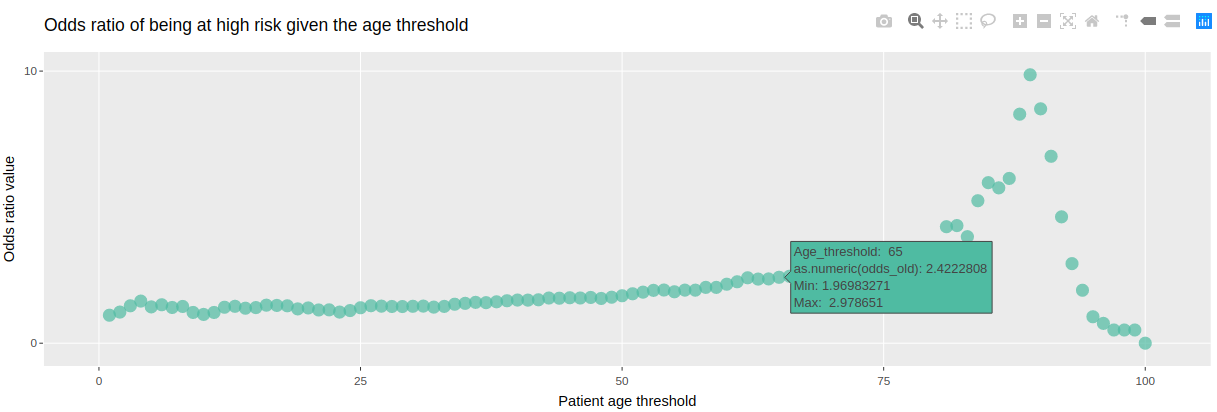 Odds ratio of being at high risk given the age threshold
10
0
Odds ratio value
Age_threshold: 65
as.numeric(odds_old): 2.4222808
Min: 1.96983271
Max: 2.978651
0
25
50
75
100
Patient age threshold